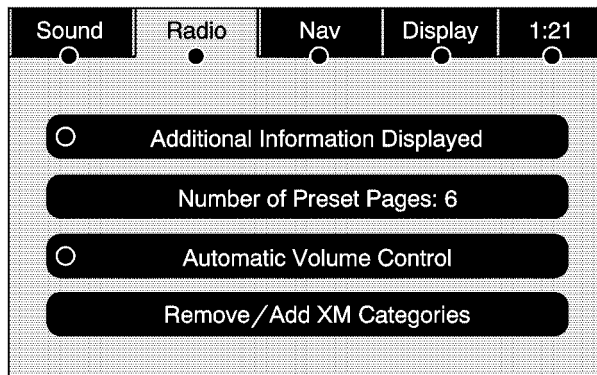 Sound Radio Nav Display 1:21
Additional Information Displayed
Number of Preset Pages: 6
Automatic Volume Control
Remove/Add XM Categories